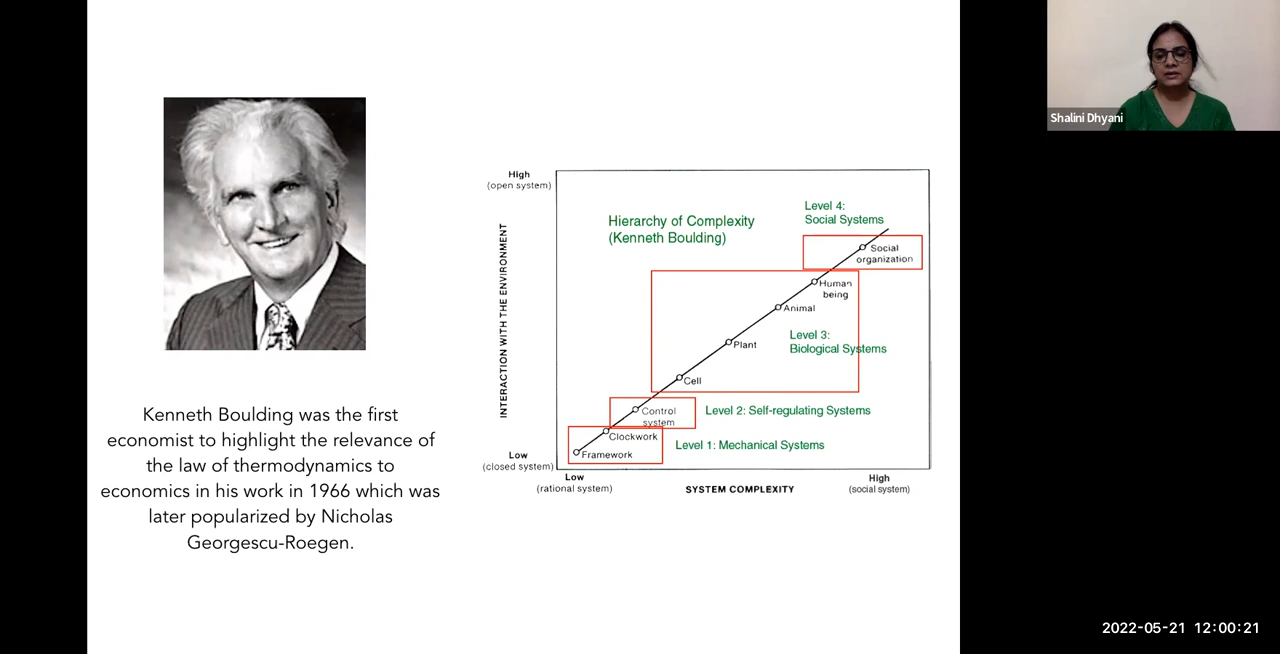 Shalini Dhyani
Kenneth Boulding was the first
economist to highlight the relevance of
the law of thermodynamics to
economics in his work in 1966 which was
later popularized by Nicholas
Georgescu-Roegen.
High
(open system)
INTERACTION WITH THE ENVIRONMENT
Low
(closed system)
Hierarchy of Complexity
(Kenneth Boulding)
Level 4:
Social Systems
Social
organization
Human
being
Animal
Level 3:
Biological Systems
Plant
Cell
Control
system
Level 2: Self-regulating Systems
Clockwork
Level 1: Mechanical Systems
Framework
Low
(rational system)
SYSTEM COMPLEXITY
High
(social system)
2022-05-21 12:00:21